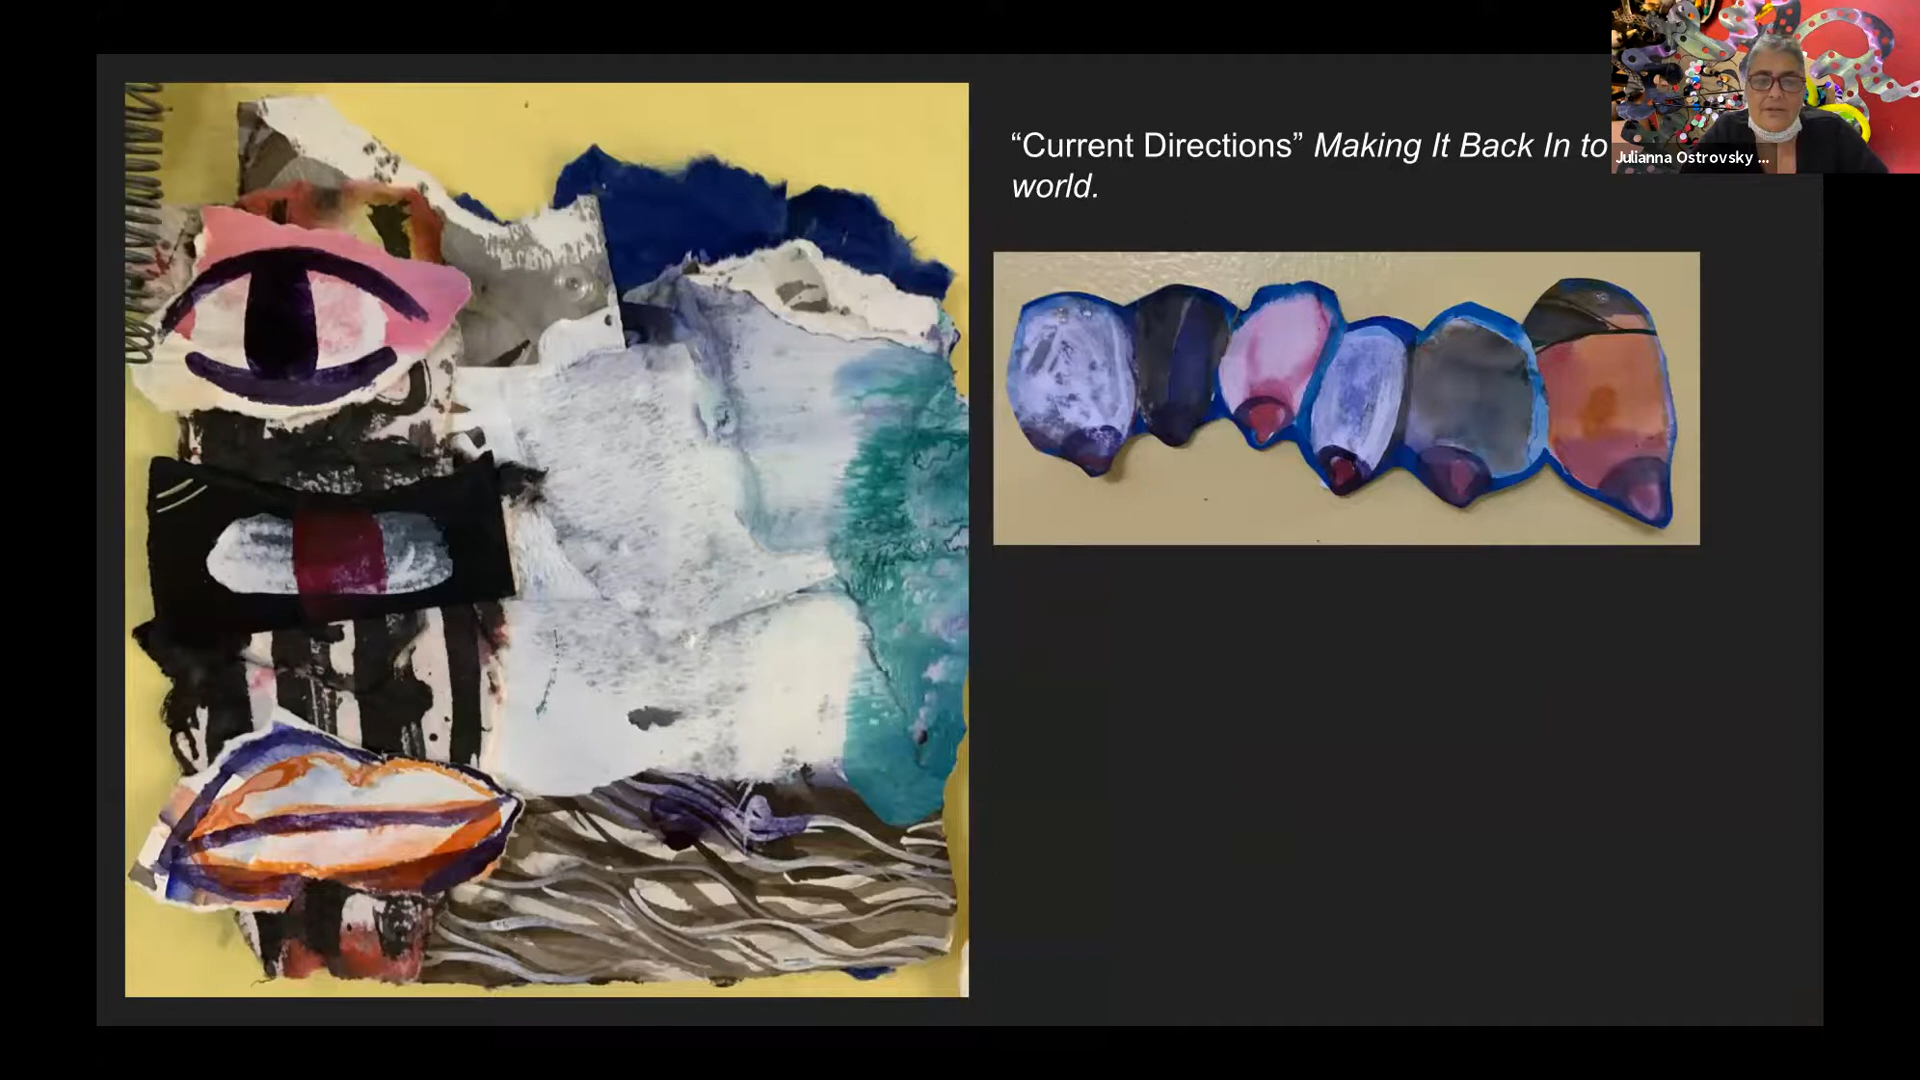 “Current Directions” Making It Back In to
world.
Julianna Ostrovsky ...